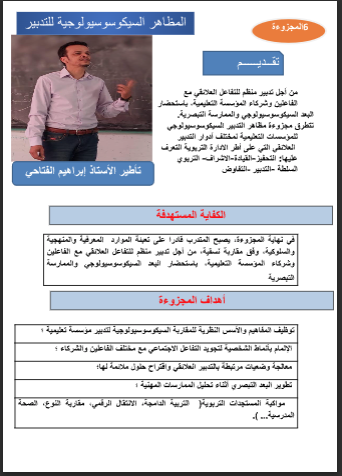 المظاهر السيكوسوسيولوجية للتدبير
المجزوءة6
تقديم
من أجل تدبير منظم للتفاعل العلائقي مع
الفاعلين وشركاء المؤسسة التعليمية، باستحضار
البعد السيكوسوسيولوجي والممارسة التبصرية.
تتطرق مجزوءة مظاهر التدبير السيكوسوسيولوجي
للمؤسسات التعليمية لمختلف أدوار التدبير
العلائقي التي على أطر الادارة التربوية التعرف
عليها: التحفيز-القيادة-الاشراف- التربوي
السلطة -التدبير -التفاوض
تأطير الأستاذ إبراهيم الفتاحي
الكفاية المستهدفة
في نهاية المجزوءة، يصبح المتدرب قادرا على تعبئة الموارد المعرفية والمنهجية
والسلوكية، وفق مقاربة نسقية، من أجل تدبير منظم للتفاعل العلائقي مع الفاعلين
وشركاء المؤسسة التعليمية، باستحضار البعد السيكوسوسيولوجي والممارسة
التبصرية
أهداف المجزوءة
توظيف المفاهيم والأسس النظرية للمقاربة السيكوسوسيولوجية لتدبير مؤسسة تعليمية ؛
الإلمام بأنماط الشخصية لتجويد التفاعل الاجتماعي مع مختلف الفاعلين والشركاء ؛
معالجة وضعيات مرتبطة بالتدبير العلائقي واقتراح حلول ملائمة لها؛
تطوير البعد التبصري أثناء تحليل الممارسات المهنية ؛
مواكبة المستجدات التربوية( التربية الدامجة، الانتقال الرقمي، مقاربة النوع، الصحة
المدرسية... ).